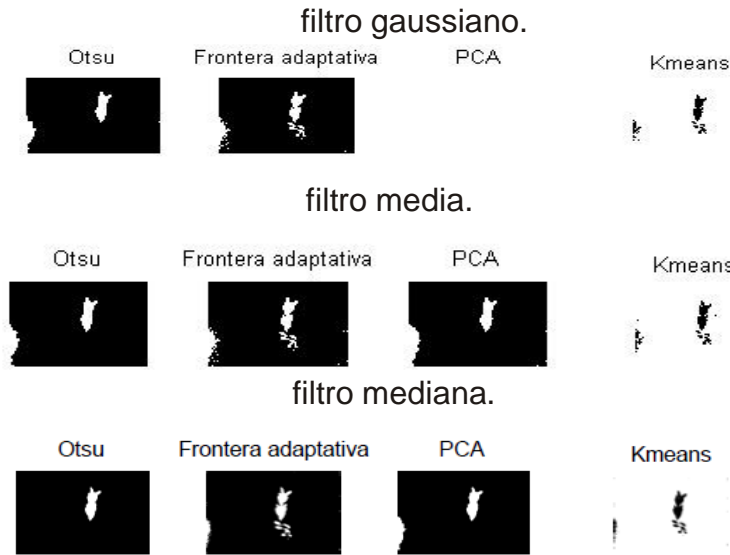 filtro gaussiano.
Otsu Frontera adaptativa PCA Kmeans
filtro media.
Otsu Frontera adaptativa PCA Kmeans
filtro mediana.
Otsu Frontera adaptativa PCA Kmeans